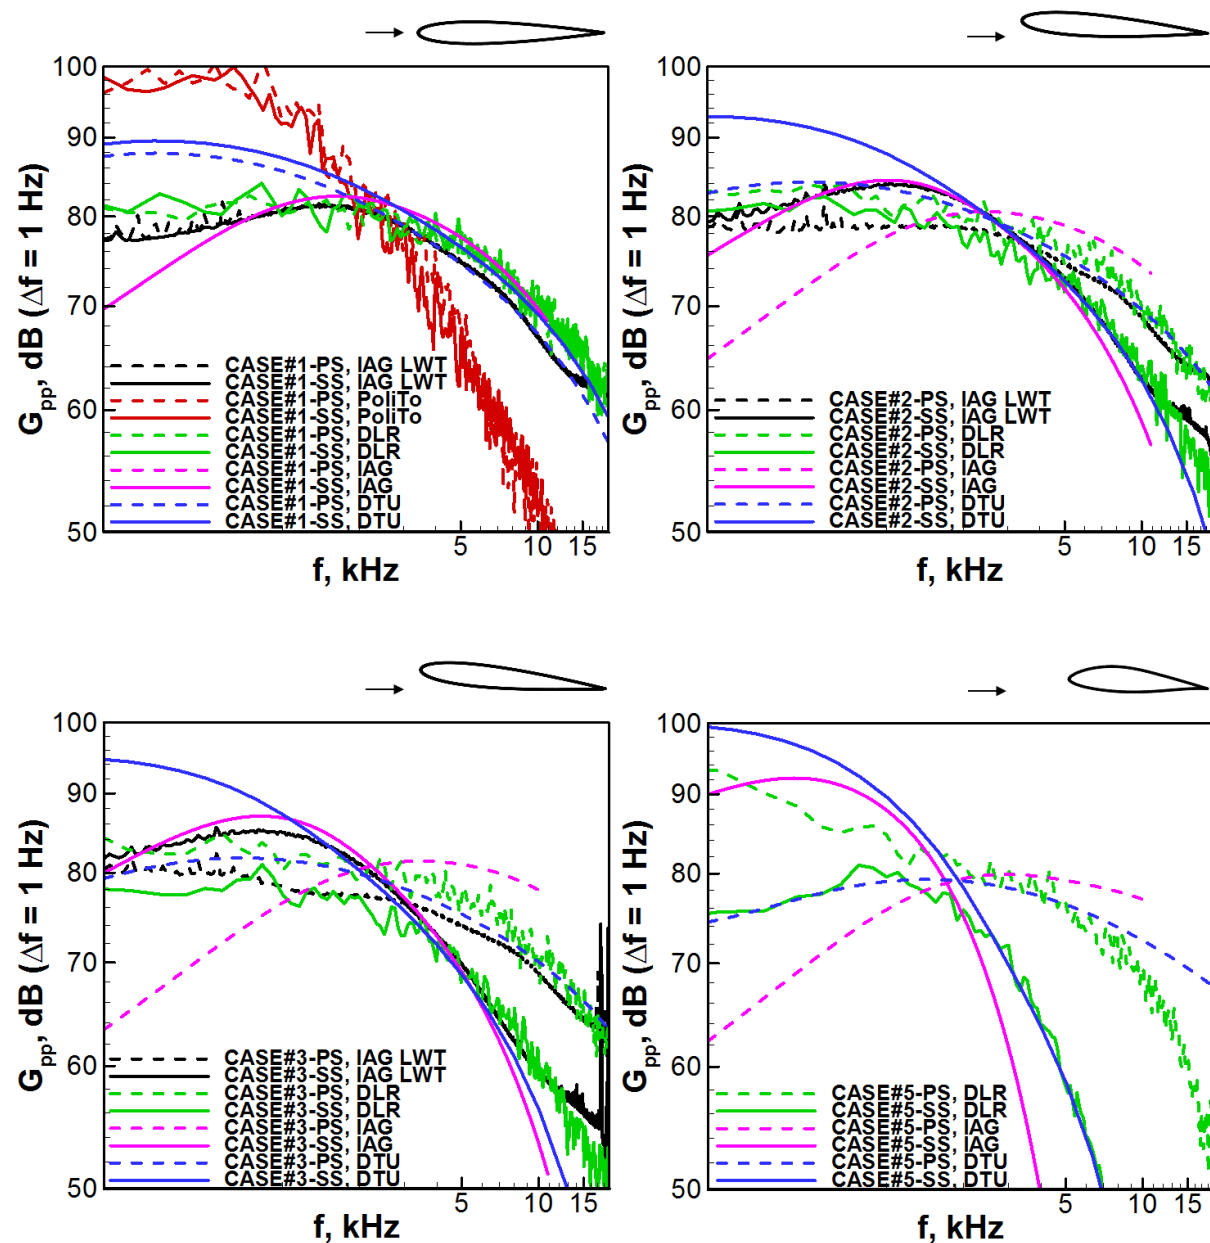 100
90
80
70
60
50
G_pp, dB (Δf = 1 Hz)
CASE#1-PS, IAG LWT
CASE#1-SS, IAG LWT
CASE#1-PS, PoliTo
CASE#1-SS, PoliTo
CASE#1-PS, DLR
CASE#1-SS, DLR
CASE#1-PS, IAG
CASE#1-SS, IAG
CASE#1-PS, DTU
CASE#1-SS, DTU
5 10 15
f, kHz
100
90
80
70
60
50
G_pp, dB (Δf = 1 Hz)
CASE#2-PS, IAG LWT
CASE#2-SS, IAG LWT
CASE#2-PS, DLR
CASE#2-SS, DLR
CASE#2-PS, IAG
CASE#2-SS, IAG
CASE#2-PS, DTU
CASE#2-SS, DTU
5 10 15
f, kHz
100
90
80
70
60
50
G_pp, dB (Δf = 1 Hz)
CASE#3-PS, IAG LWT
CASE#3-SS, IAG LWT
CASE#3-PS, DLR
CASE#3-SS, DLR
CASE#3-PS, IAG
CASE#3-SS, IAG
CASE#3-PS, DTU
CASE#3-SS, DTU
5 10 15
f, kHz
100
90
80
70
60
50
G_pp, dB (Δf = 1 Hz)
CASE#5-PS, DLR
CASE#5-SS, DLR
CASE#5-PS, IAG
CASE#5-SS, IAG
CASE#5-PS, DTU
CASE#5-SS, DTU
5 10 15
f, kHz